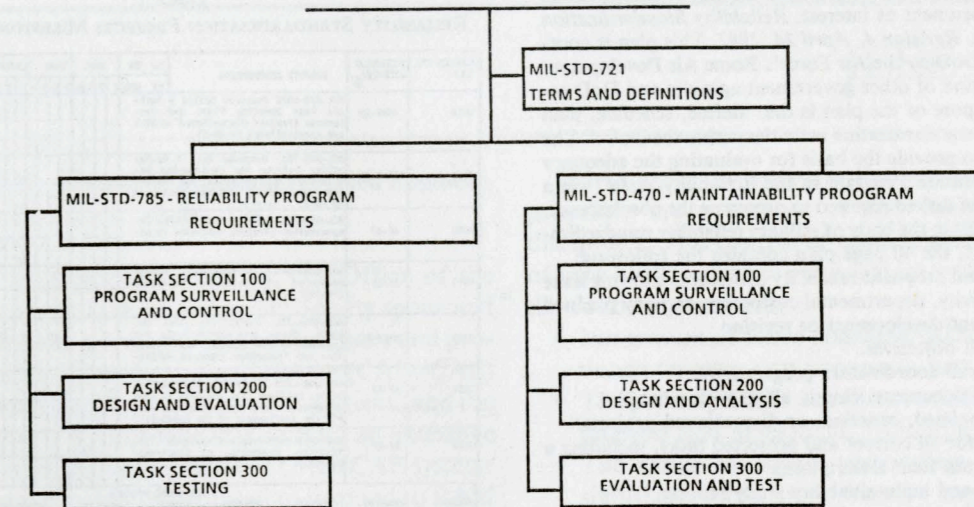 MIL-STD-721
TERMS AND DEFINITIONS
MIL-STD-785 - RELIABILITY PROGRAM
REQUIREMENTS
TASK SECTION 100
PROGRAM SURVEILLANCE
AND CONTROL
TASK SECTION 200
DESIGN AND EVALUATION
TASK SECTION 300
TESTING
MIL-STD-470 - MAINTANABILITY PROOGRAM
REQUIREMENTS
TASK SECTION 100
PROGRAM SURVEILLANCE
AND CONTROL
TASK SECTION 200
DESIGN AND ANALYSIS
TASK SECTION 300
EVALUATION AND TEST